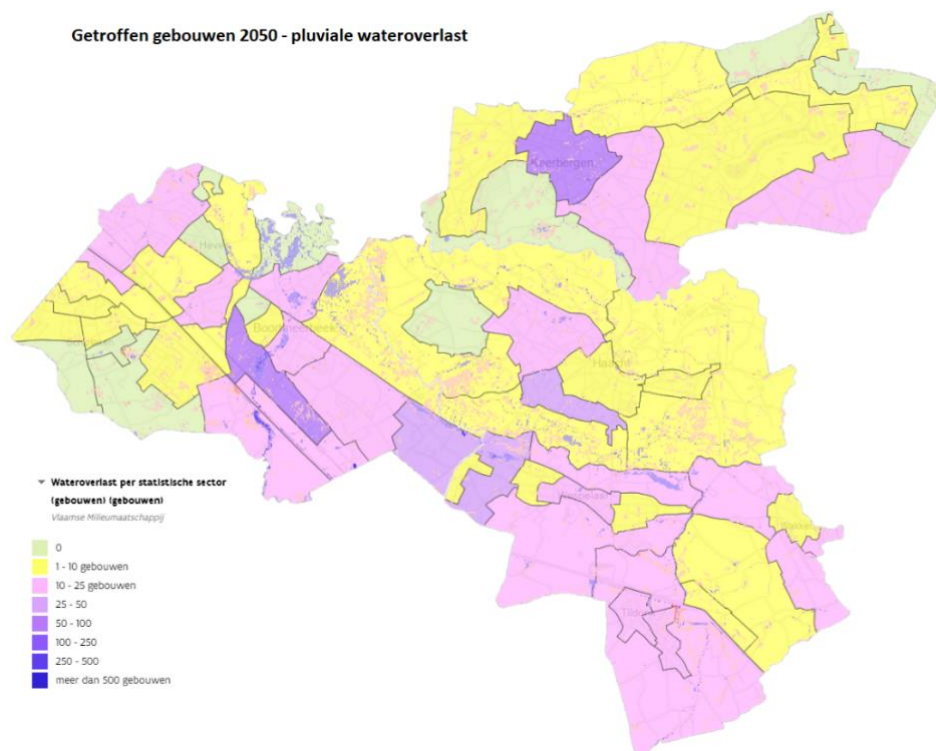 Getroffen gebouwen 2050 - pluviale wateroverlast
Keerbergen
Boortmeerbeek
Haacht
Wespelaar
Tildonk
Wateroverlast per statistische sector
(gebouwen) (gebouwen)
Vlaamse Milieumaatschappij
0
1 - 10 gebouwen
10 - 25 gebouwen
25 - 50
50 - 100
100 - 250
250 - 500
meer dan 500 gebouwen